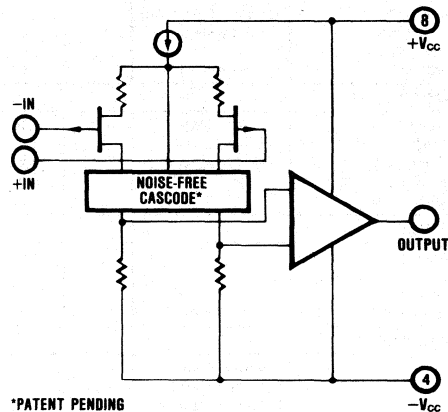 8
+Vcc
-IN
+IN
NOISE-FREE
CASCODE*
OUTPUT
4
-Vcc
*PATENT PENDING